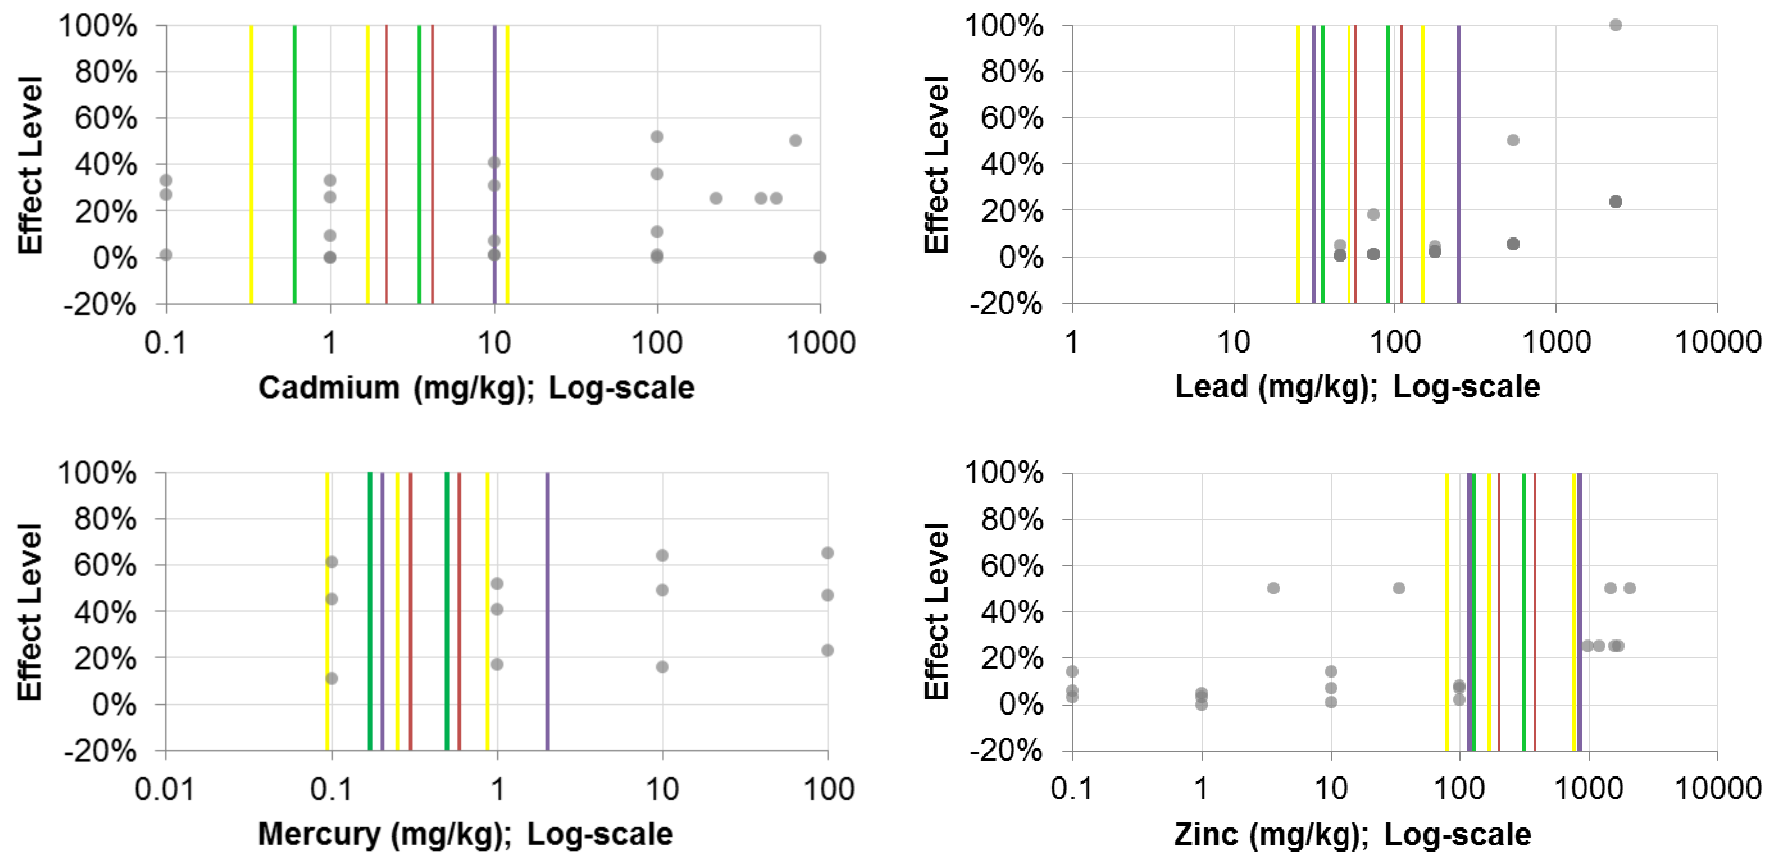 100%
80%
60%
40%
20%
0%
-20%
Effect Level
0.1 1 10 100 1000
Cadmium (mg/kg); Log-scale
100%
80%
60%
40%
20%
0%
-20%
Effect Level
1 10 100 1000 10000
Lead (mg/kg); Log-scale
100%
80%
60%
40%
20%
0%
-20%
Effect Level
0.01 0.1 1 10 100
Mercury (mg/kg); Log-scale
100%
80%
60%
40%
20%
0%
-20%
Effect Level
0.1 1 10 100 1000 10000
Zinc (mg/kg); Log-scale